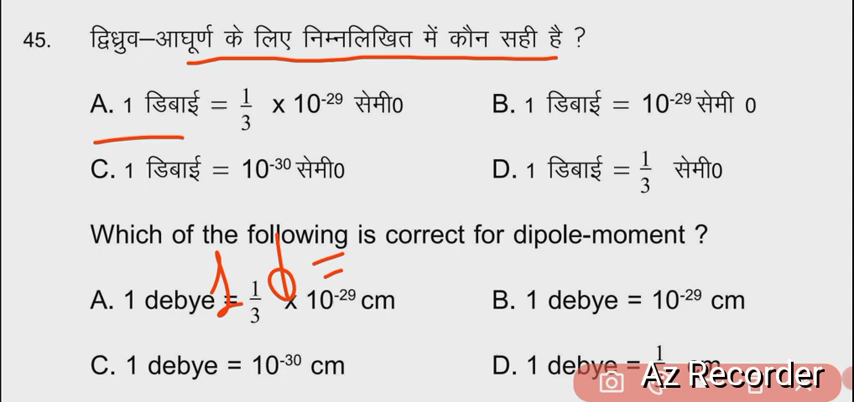 45. द्विध्रुव–आघूर्ण के लिए निम्नलिखित में कौन सही है ?
A. 1 डिबाई = 1/3 x 10⁻²⁹ सेमी0 B. 1 डिबाई = 10⁻²⁹ सेमी 0
C. 1 डिबाई = 10⁻³⁰ सेमी0 D. 1 डिबाई = 1/3 सेमी0
Which of the following is correct for dipole-moment ?
A. 1 debye = 1/3 x 10⁻²⁹ cm B. 1 debye = 10⁻²⁹ cm
C. 1 debye = 10⁻³⁰ cm D. 1 debye =
Az Recorder